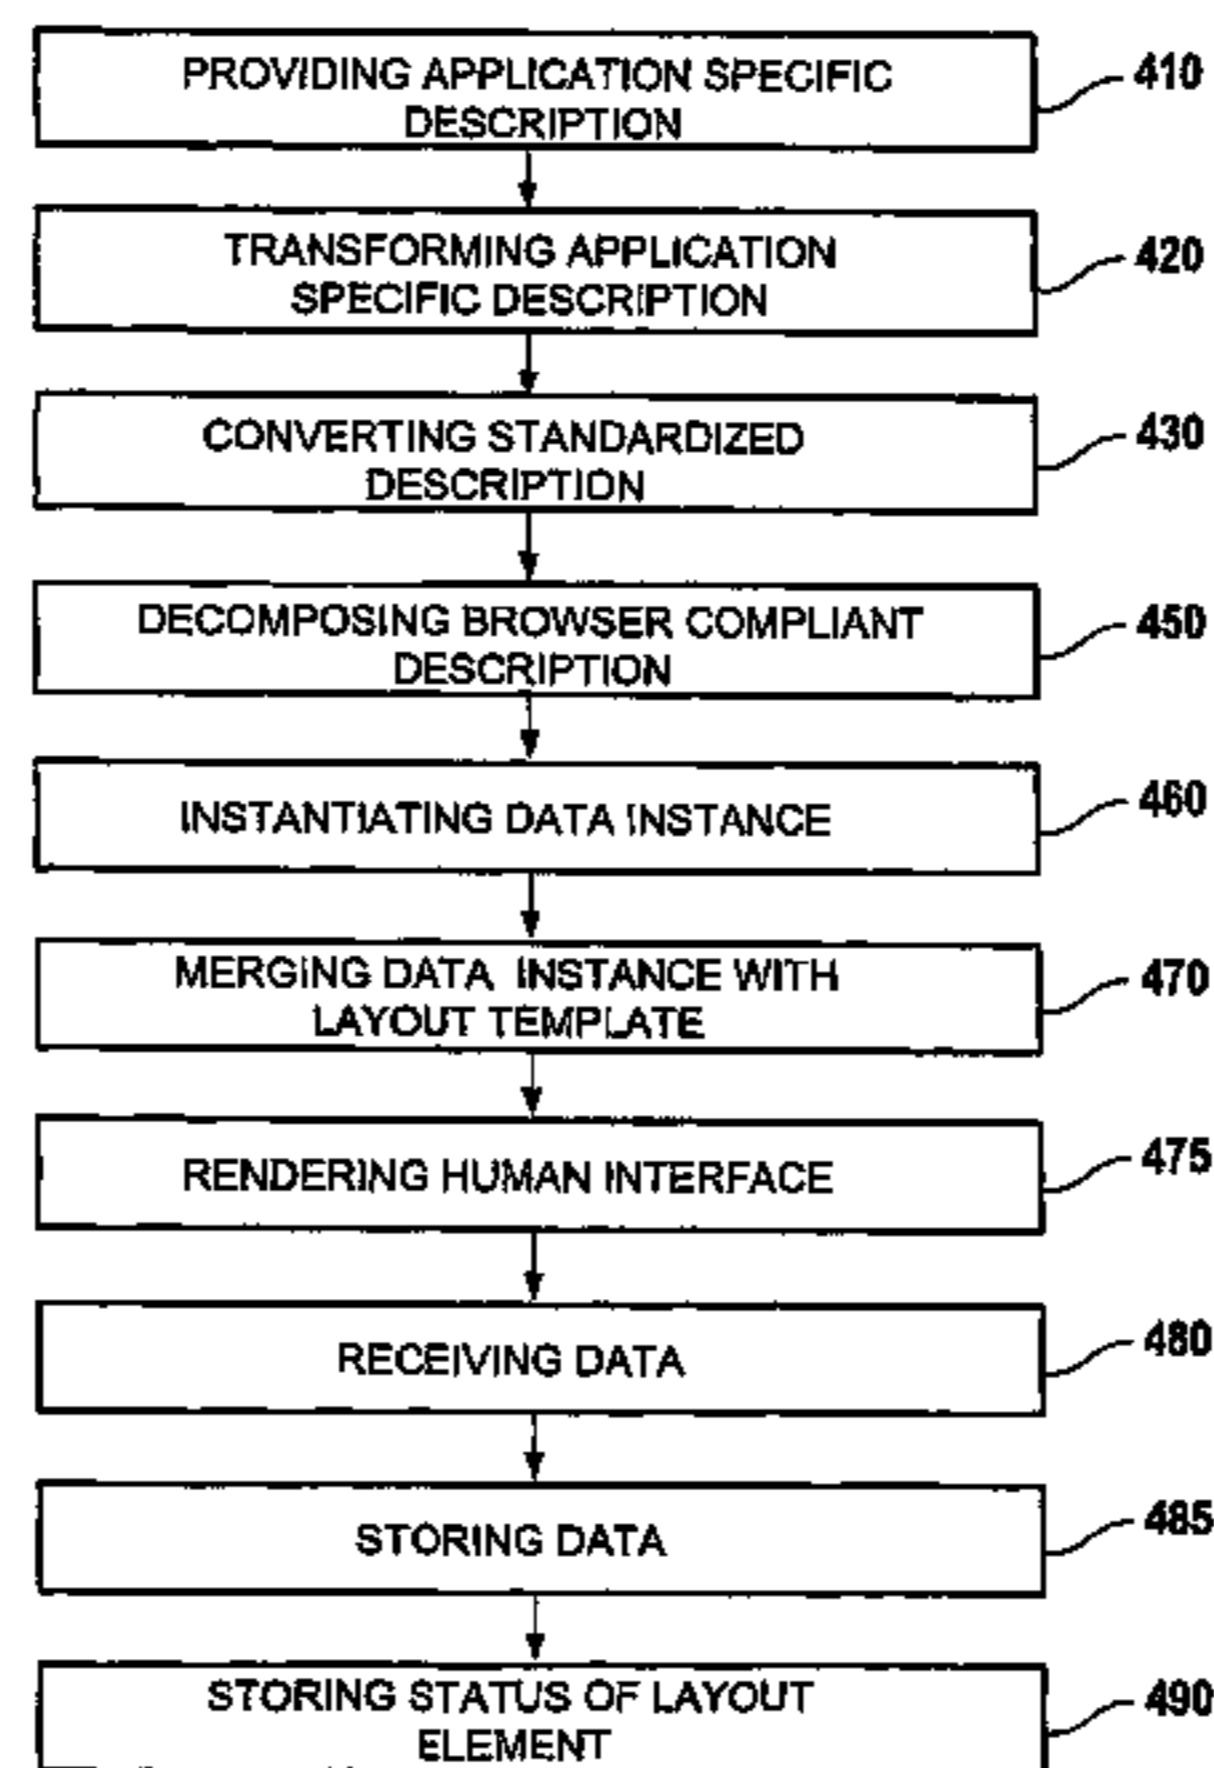 PROVIDING APPLICATION SPECIFIC
DESCRIPTION
410
TRANSFORMING APPLICATION
SPECIFIC DESCRIPTION
420
CONVERTING STANDARDIZED
DESCRIPTION
430
DECOMPOSING BROWSER COMPLIANT
DESCRIPTION
450
INSTANTIATING DATA INSTANCE
460
MERGING DATA INSTANCE WITH
LAYOUT TEMPLATE
470
RENDERING HUMAN INTERFACE
475
RECEIVING DATA
480
STORING DATA
485
STORING STATUS OF LAYOUT
ELEMENT
490